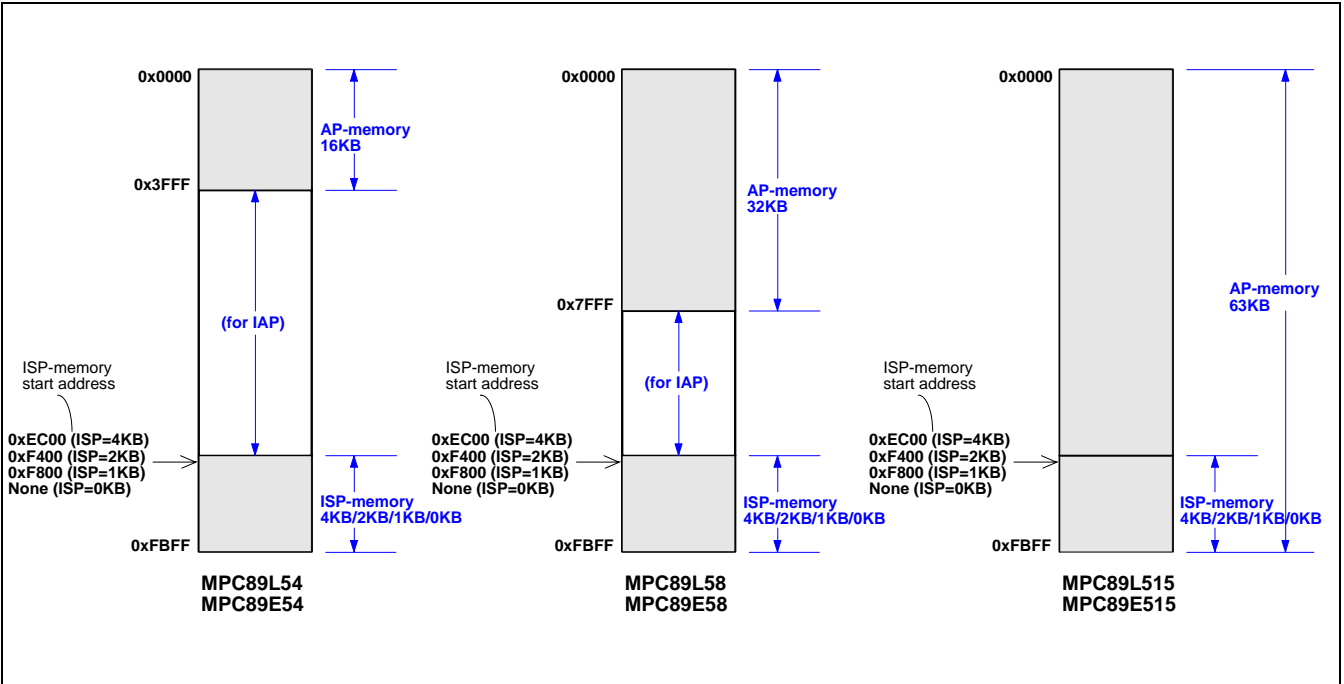 0x0000
AP-memory
16KB
0x3FFF
(for IAP)
ISP-memory
start address
0xEC00 (ISP=4KB)
0xF400 (ISP=2KB)
0xF800 (ISP=1KB)
None (ISP=0KB)
ISP-memory
4KB/2KB/1KB/0KB
0xFBFF
MPC89L54
MPC89E54
0x0000
AP-memory
32KB
0x7FFF
(for IAP)
ISP-memory
start address
0xEC00 (ISP=4KB)
0xF400 (ISP=2KB)
0xF800 (ISP=1KB)
None (ISP=0KB)
ISP-memory
4KB/2KB/1KB/0KB
0xFBFF
MPC89L58
MPC89E58
0x0000
AP-memory
63KB
ISP-memory
start address
0xEC00 (ISP=4KB)
0xF400 (ISP=2KB)
0xF800 (ISP=1KB)
None (ISP=0KB)
ISP-memory
4KB/2KB/1KB/0KB
0xFBFF
MPC89L515
MPC89E515